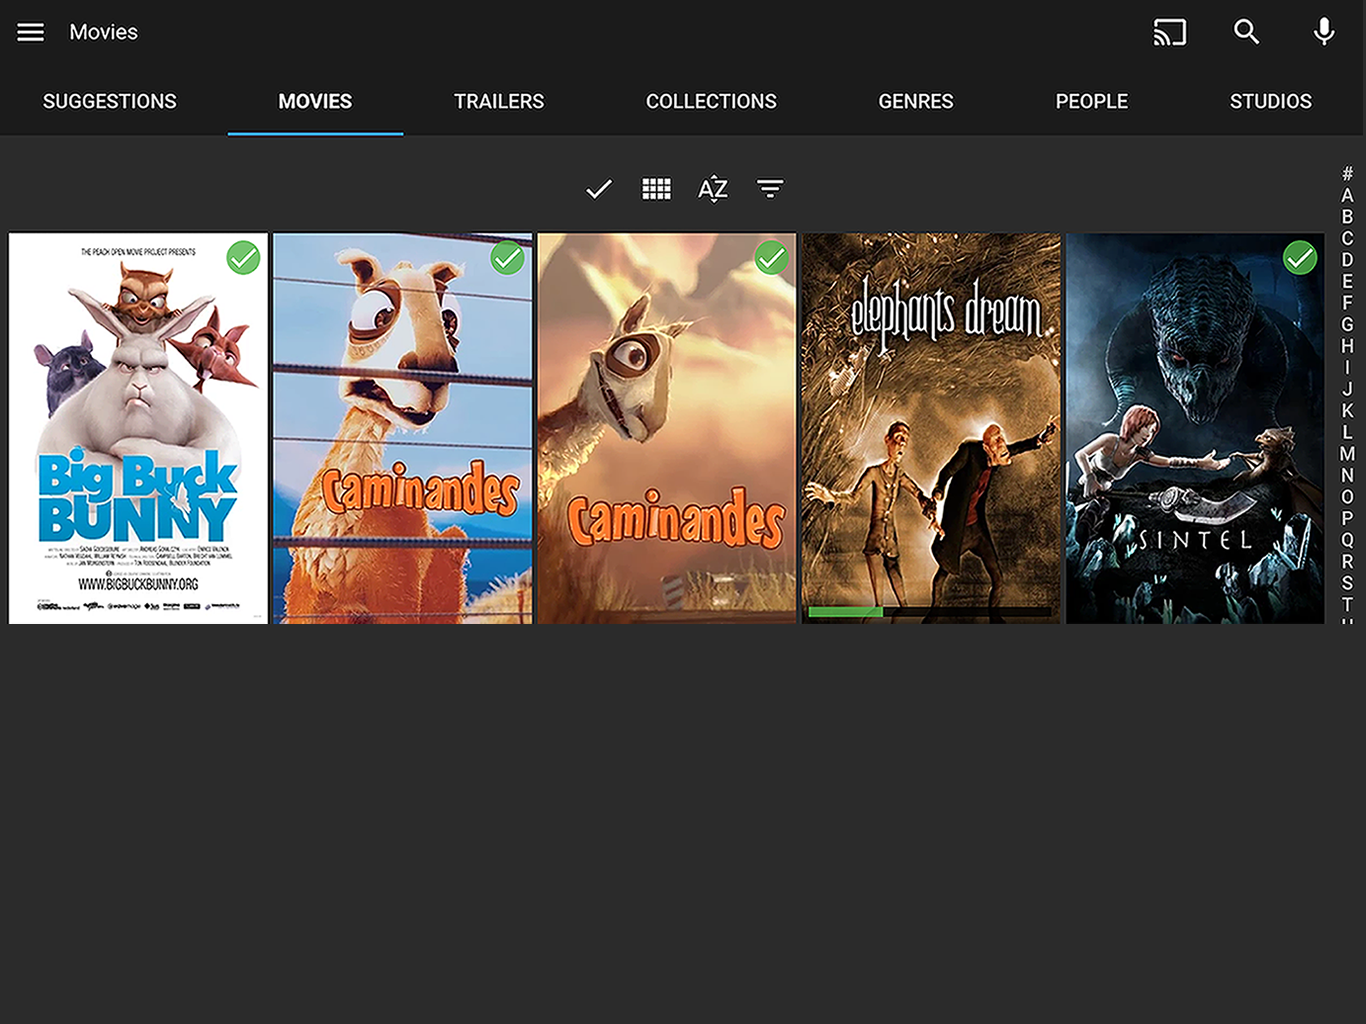 Movies
SUGGESTIONS MOVIES TRAILERS COLLECTIONS GENRES PEOPLE STUDIOS
AZ
THE PEACH OPEN MOVIE PROJECT PRESENTS
Big Buck
BUNNY
WWW.BIGBUCKBUNNY.ORG
Caminandes
Caminandes
elephants dream
SINTEL
#
A
B
C
D
E
F
G
H
I
J
K
L
M
N
O
P
Q
R
S
T